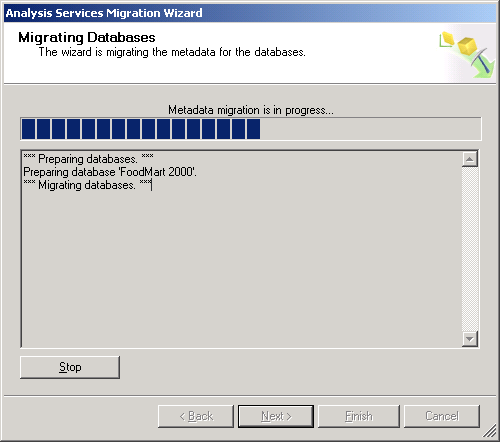 Analysis Services Migration Wizard
Migrating Databases
The wizard is migrating the metadata for the databases.
Metadata migration is in progress...
*** Preparing databases. ***
Preparing database 'FoodMart 2000'.
*** Migrating databases. ***
Stop
< Back
Next >
Finish
Cancel